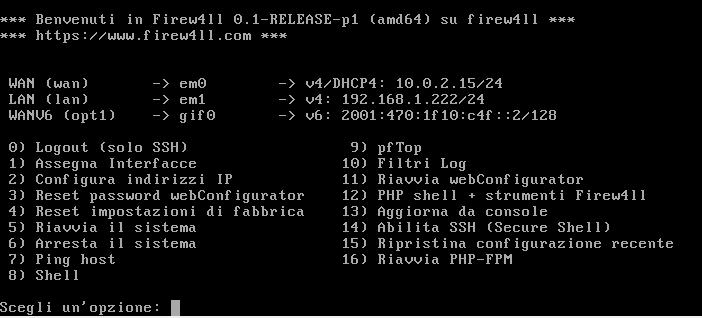 *** Benvenuti in Firew4ll 0.1-RELEASE-p1 (amd64) su firew4ll ***
*** https://www.firew4ll.com ***
WAN (wan) -> em0 -> v4/DHCP4: 10.0.2.15/24
LAN (lan) -> em1 -> v4: 192.168.1.222/24
WANV6 (opt1) -> gif0 -> v6: 2001:470:1f10:c4f::2/128
0) Logout (solo SSH) 9) pfTop
1) Assegna Interfacce 10) Filtri Log
2) Configura indirizzi IP 11) Riavvia webConfigurator
3) Reset password webConfigurator 12) PHP shell + strumenti Firew4ll
4) Reset impostazioni di fabbrica 13) Aggiorna da console
5) Riavvia il sistema 14) Abilita SSH (Secure Shell)
6) Arresta il sistema 15) Ripristina configurazione recente
7) Ping host 16) Riavvia PHP-FPM
8) Shell
Scegli un'opzione: